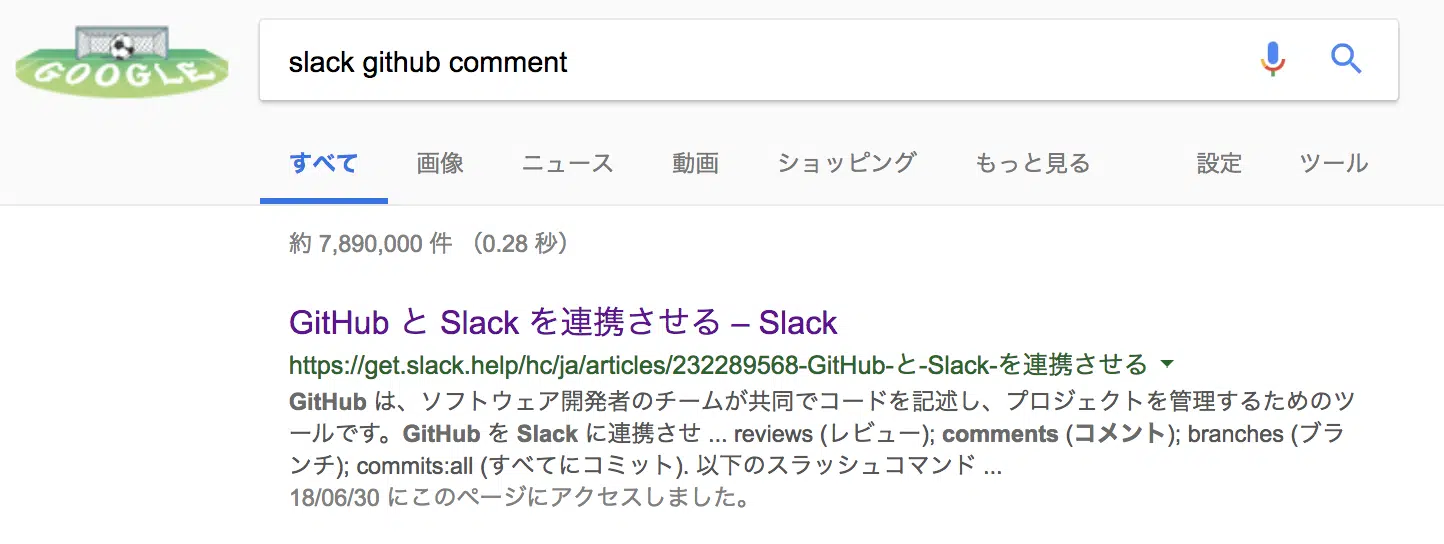 GOOGLE
slack github comment
すべて 画像 ニュース 動画 ショッピング もっと見る 設定 ツール
約 7,890,000 件 （0.28 秒）
GitHub と Slack を連携させる – Slack
https://get.slack.help/hc/ja/articles/232289568-GitHub-と-Slack-を連携させる
GitHub は、ソフトウェア開発者のチームが共同でコードを記述し、プロジェクトを管理するためのツ
ールです。GitHub を Slack に連携させ ... reviews (レビュー); comments (コメント); branches (ブラ
ンチ); commits:all (すべてにコミット). 以下のスラッシュコマンド ...
18/06/30 にこのページにアクセスしました。